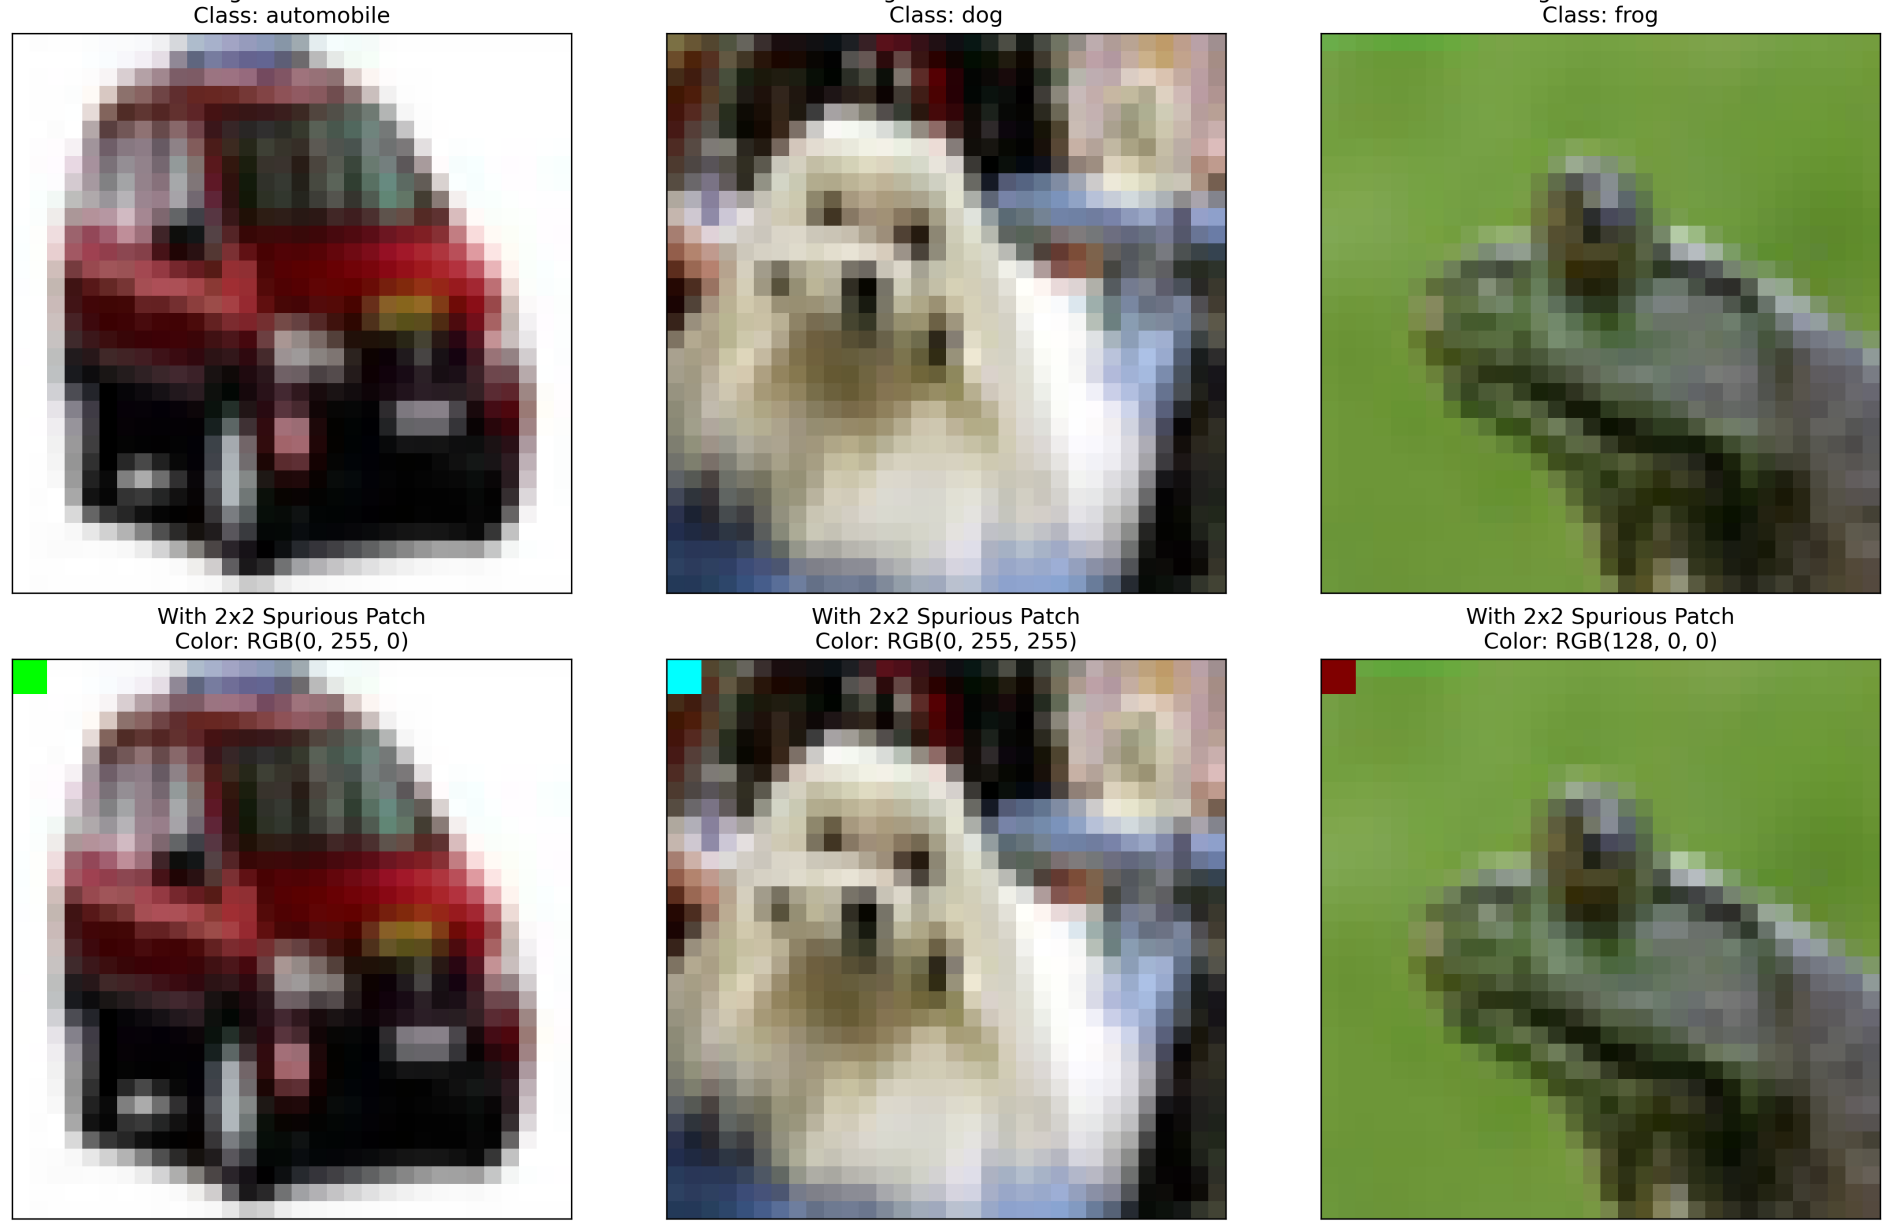 Class: automobile
Class: dog
Class: frog
With 2x2 Spurious Patch
Color: RGB(0, 255, 0)
With 2x2 Spurious Patch
Color: RGB(0, 255, 255)
With 2x2 Spurious Patch
Color: RGB(128, 0, 0)